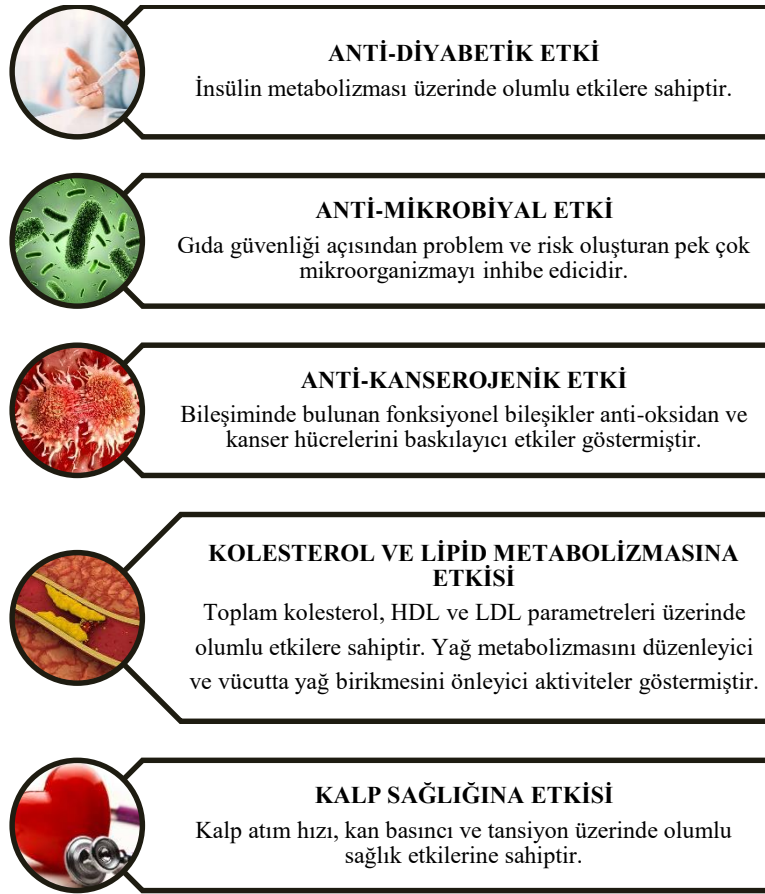 ANTİ-DİYABETİK ETKİ
İnsülin metabolizması üzerinde olumlu etkilere sahiptir.
ANTİ-MİKROBİYAL ETKİ
Gıda güvenliği açısından problem ve risk oluşturan pek çok
mikroorganizmayı inhibe edicidir.
ANTİ-KANSEROJENİK ETKİ
Bileşiminde bulunan fonksiyonel bileşikler anti-oksidan ve
kanser hücrelerini baskılayıcı etkiler göstermiştir.
KOLESTEROL VE LİPİD METABOLİZMASINA
ETKİSİ
Toplam kolesterol, HDL ve LDL parametreleri üzerinde
olumlu etkilere sahiptir. Yağ metabolizmasını düzenleyici
ve vücutta yağ birikmesini önleyici aktiviteler göstermiştir.
KALP SAĞLIĞINA ETKİSİ
Kalp atım hızı, kan basıncı ve tansiyon üzerinde olumlu
sağlık etkilerine sahiptir.